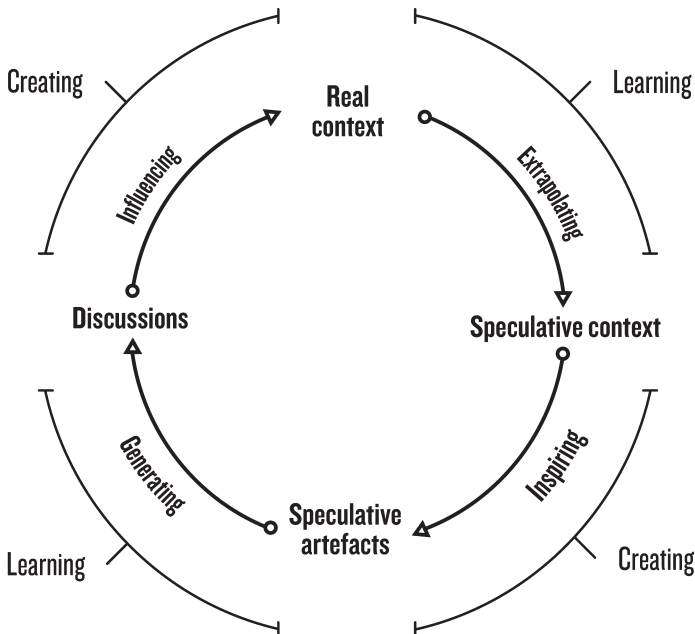 Creating
Learning
Real
context
Influencing
Extrapolating
Discussions
Speculative context
Generating
Inspiring
Speculative
artefacts
Learning
Creating